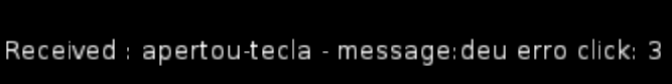 Received : apertou-tecla - message:deu erro click: 3